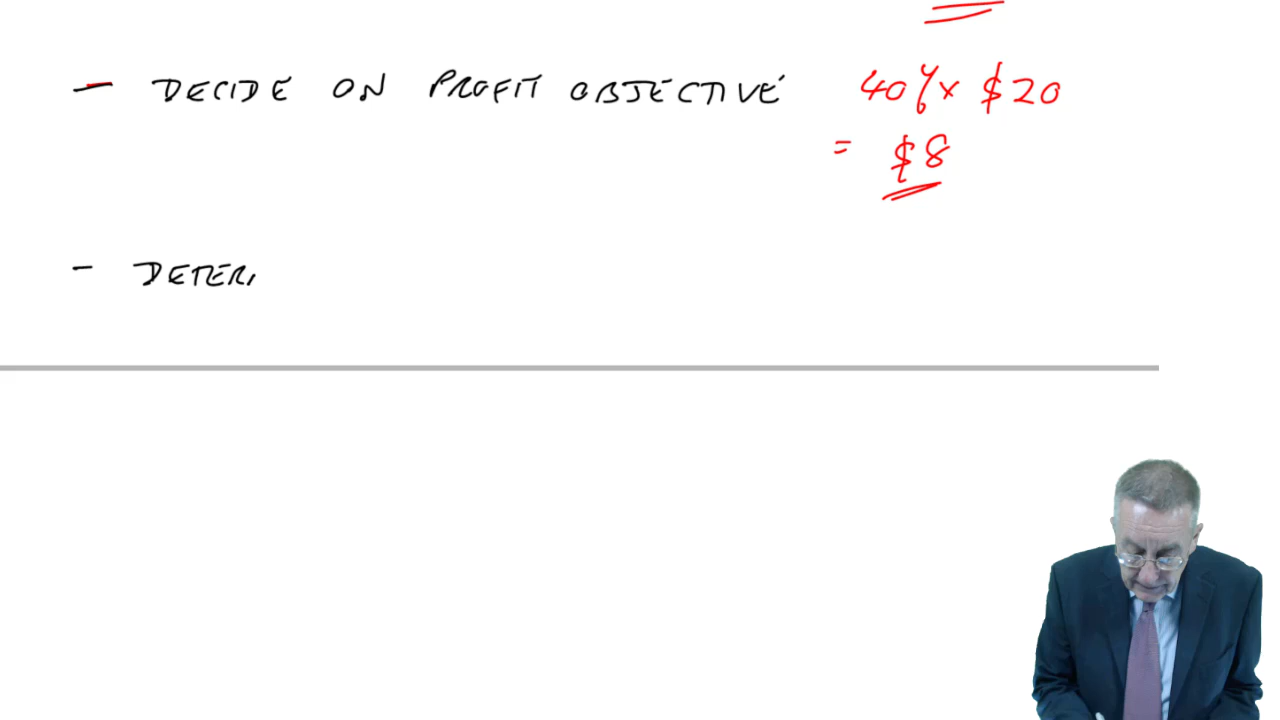 - DECIDE ON PROFIT OBJECTIVE 40% x $20
= $8
- DETER